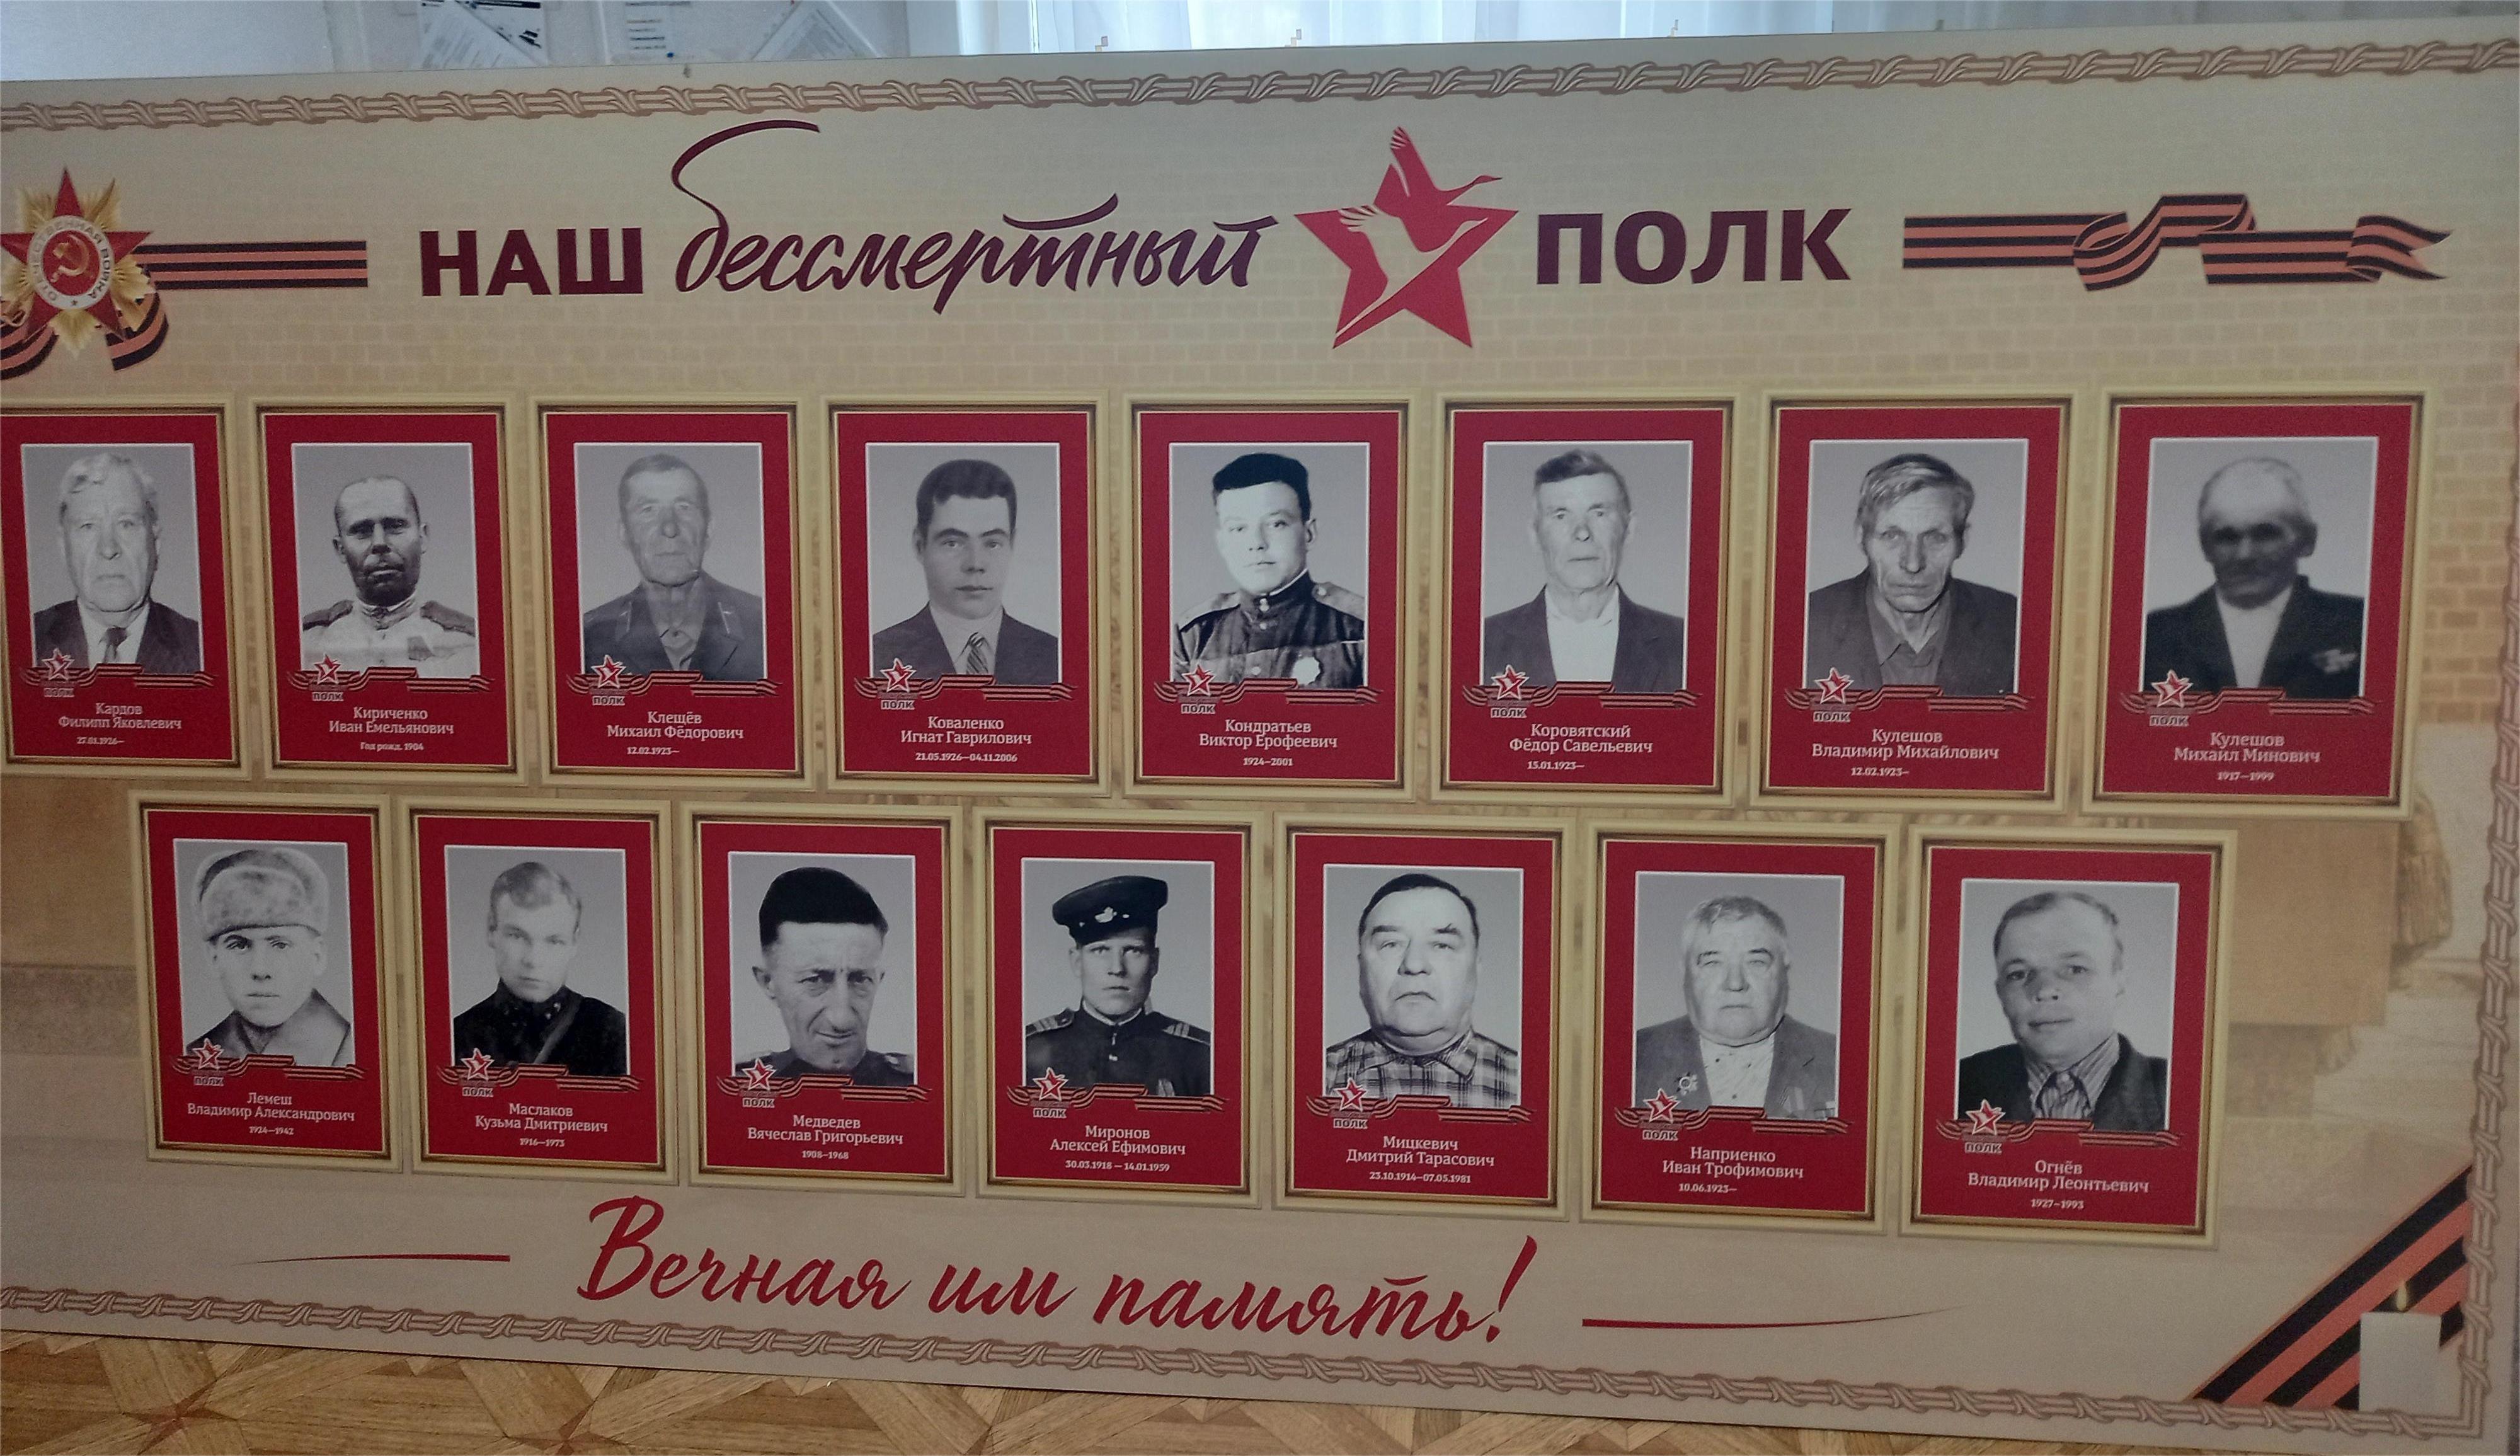 НАШ бессмертный ПОЛК
ОТЕЧЕСТВЕННАЯ ВОЙНА
ПОЛК
Кардов
Филипп Яковлевич
27.01.1926—
ПОЛК
Кириченко
Иван Емельянович
Год рожд. 1904
ПОЛК
Клещёв
Михаил Фёдорович
12.02.1923—
ПОЛК
Коваленко
Игнат Гаврилович
21.05.1926—04.11.2006
ПОЛК
Кондратьев
Виктор Ерофеевич
1924—2001
ПОЛК
Коровятский
Фёдор Савельевич
15.01.1923—
ПОЛК
Кулешов
Владимир Михайлович
12.02.1923—
ПОЛК
Кулешов
Михаил Минович
1917—1999
ПОЛК
Лемеш
Владимир Александрович
1924—1942
ПОЛК
Маслаков
Кузьма Дмитриевич
1916—1973
ПОЛК
Медведев
Вячеслав Григорьевич
1908—1968
ПОЛК
Миронов
Алексей Ефимович
30.03.1918 — 14.01.1959
ПОЛК
Мицкевич
Дмитрий Тарасович
23.10.1914—07.05.1981
ПОЛК
Наприенко
Иван Трофимович
10.06.1923—
ПОЛК
Огнёв
Владимир Леонтьевич
1927—1993
Вечная им память!